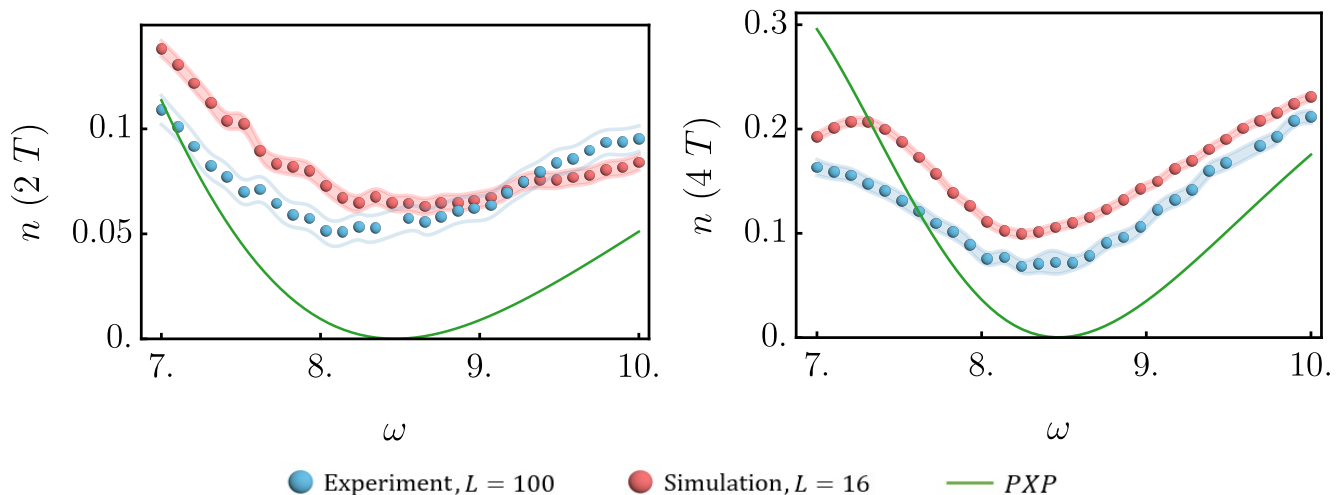 n (2 T)
0.1
0.05
0.
7.
8.
9.
10.
ω
n (4 T)
0.3
0.2
0.1
0.
7.
8.
9.
10.
ω
Experiment, L = 100
Simulation, L = 16
PXP